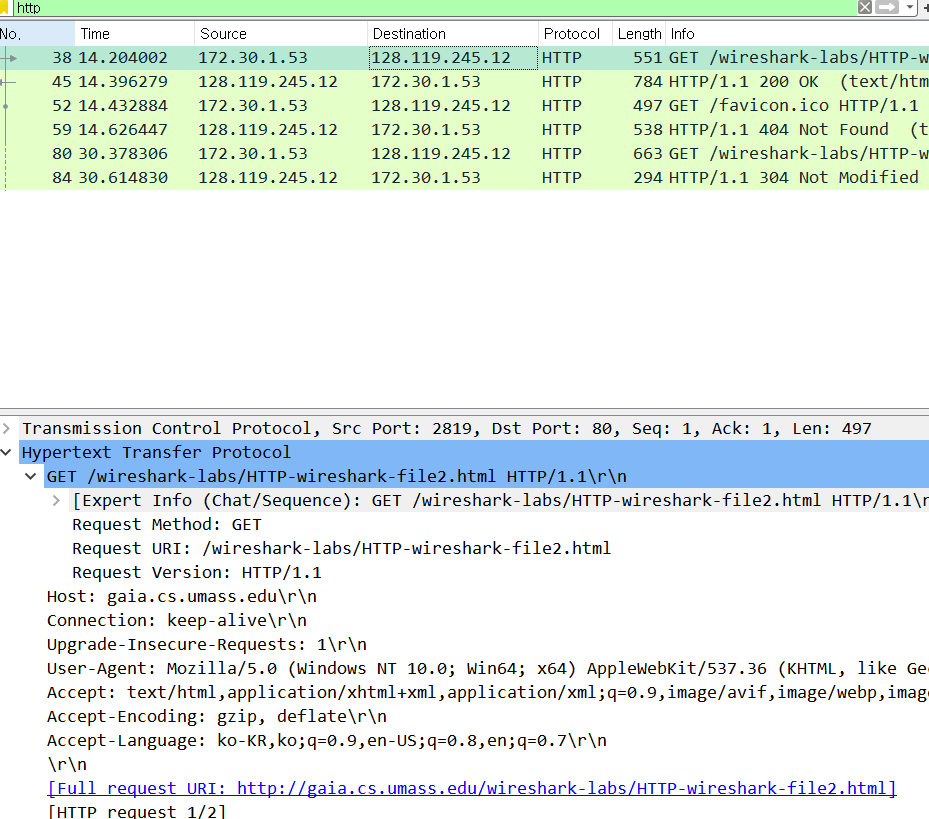 http
No. Time Source Destination Protocol Length Info
38 14.204002 172.30.1.53 128.119.245.12 HTTP 551 GET /wireshark-labs/HTTP-w
45 14.396279 128.119.245.12 172.30.1.53 HTTP 784 HTTP/1.1 200 OK (text/htm
52 14.432884 172.30.1.53 128.119.245.12 HTTP 497 GET /favicon.ico HTTP/1.1
59 14.626447 128.119.245.12 172.30.1.53 HTTP 538 HTTP/1.1 404 Not Found (t
80 30.378306 172.30.1.53 128.119.245.12 HTTP 663 GET /wireshark-labs/HTTP-w
84 30.614830 128.119.245.12 172.30.1.53 HTTP 294 HTTP/1.1 304 Not Modified
Transmission Control Protocol, Src Port: 2819, Dst Port: 80, Seq: 1, Ack: 1, Len: 497
Hypertext Transfer Protocol
GET /wireshark-labs/HTTP-wireshark-file2.html HTTP/1.1\r\n
[Expert Info (Chat/Sequence): GET /wireshark-labs/HTTP-wireshark-file2.html HTTP/1.1\r
Request Method: GET
Request URI: /wireshark-labs/HTTP-wireshark-file2.html
Request Version: HTTP/1.1
Host: gaia.cs.umass.edu\r\n
Connection: keep-alive\r\n
Upgrade-Insecure-Requests: 1\r\n
User-Agent: Mozilla/5.0 (Windows NT 10.0; Win64; x64) AppleWebKit/537.36 (KHTML, like Ge
Accept: text/html,application/xhtml+xml,application/xml;q=0.9,image/avif,image/webp,imag
Accept-Encoding: gzip, deflate\r\n
Accept-Language: ko-KR,ko;q=0.9,en-US;q=0.8,en;q=0.7\r\n
\r\n
[Full request URI: http://gaia.cs.umass.edu/wireshark-labs/HTTP-wireshark-file2.html]
[HTTP request 1/2]